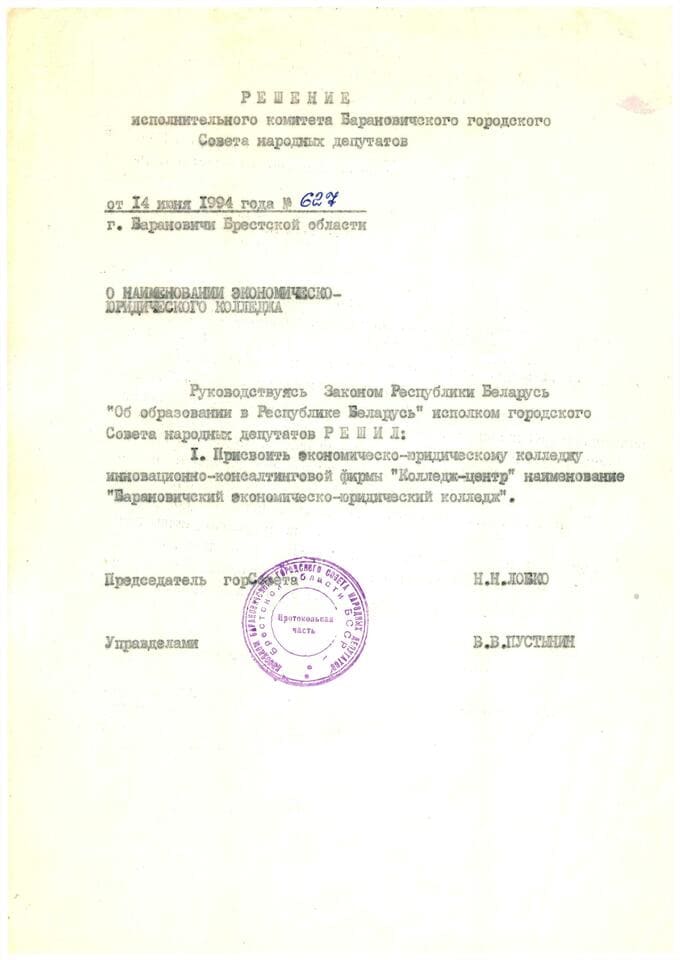 РЕШЕНИЕ
исполнительного комитета Барановичского городского
Совета народных депутатов
от 14 июня 1994 года № 627
г. Барановичи Брестской области
О НАИМЕНОВАНИИ ЭКОНОМИЧЕСКО-
ЮРИДИЧЕСКОГО КОЛЛЕДЖА
Руководствуясь Законом Республики Беларусь
"Об образовании в Республике Беларусь" исполком городского
Совета народных депутатов РЕШИЛ:
1. Присвоить экономическо-юридическому колледжу
инновационно-консалтинговой фирмы "Колледж-центр" наименование
"Барановичский экономическо-юридический колледж".
Председатель горСовета Н.Н.ЛОБКО
Управделами В.В.ПУСТЫНИН
ГОРОДСКОГО СОВЕТА НАРОДНЫХ ДЕПУТАТОВ
Брестской области БССР
Протокольная
часть